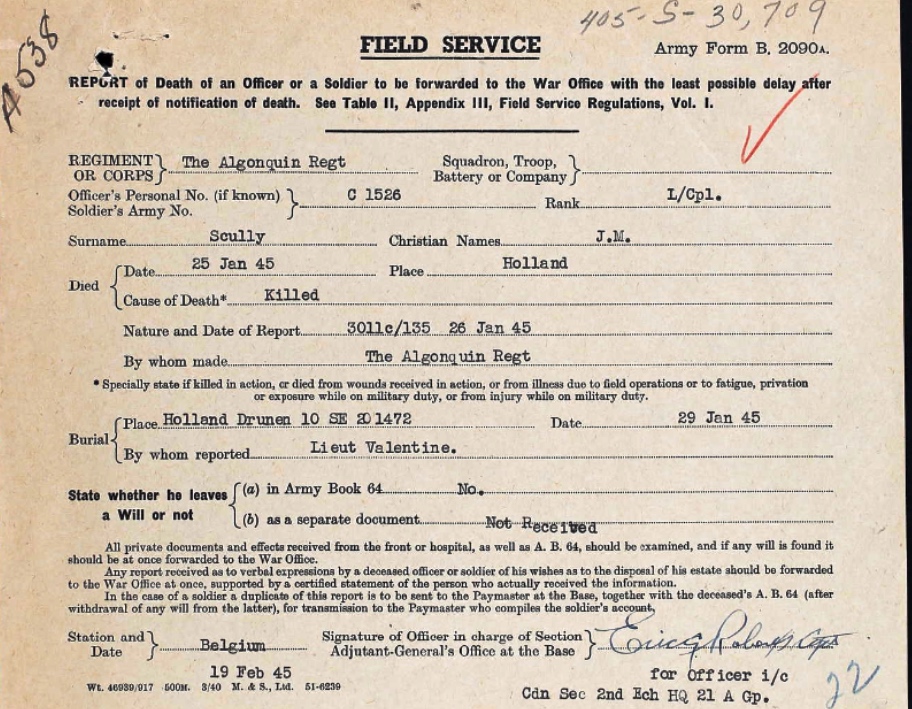 405-S-30,709
A538
FIELD SERVICE
Army Form B, 2090A.
REPORT of Death of an Officer or a Soldier to be forwarded to the War Office with the least possible delay after
receipt of notification of death. See Table II, Appendix III, Field Service Regulations, Vol. I.
REGIMENT OR CORPS} The Algonquin Regt Squadron, Troop, Battery or Company}
Officer's Personal No. (if known) Soldier's Army No.} C 1526 Rank L/Cpl.
Surname Scully Christian Names J.M.
Died {Date 25 Jan 45 Place Holland
Cause of Death* Killed
Nature and Date of Report 3011c/135 26 Jan 45
By whom made The Algonquin Regt
* Specially state if killed in action, or died from wounds received in action, or from illness due to field operations or to fatigue, privation
or exposure while on military duty, or from injury while on military duty.
Burial {Place Holland Drunen 10 SE 201472 Date 29 Jan 45
By whom reported Lieut Valentine.
State whether he leaves a Will or not {(a) in Army Book 64 No.
(b) as a separate document Not Received
All private documents and effects received from the front or hospital, as well as A. B. 64, should be examined, and if any will is found it
should be at once forwarded to the War Office.
Any report received as to verbal expressions by a deceased officer or soldier of his wishes as to the disposal of his estate should be forwarded
to the War Office at once, supported by a certified statement of the person who actually received the information.
In the case of a soldier a duplicate of this report is to be sent to the Paymaster at the Base, together with the deceased's A. B. 64 (after
withdrawal of any will from the latter), for transmission to the Paymaster who compiles the soldier's account,
Station and Date} Belgium Signature of Officer in charge of Section Adjutant-General's Office at the Base}
19 Feb 45 for Officer i/c
Wt. 46939/917 500M. 3/40 M. & S., Ltd. 51-6239
Cdn Sec 2nd Ech HQ 21 A Gp.
22